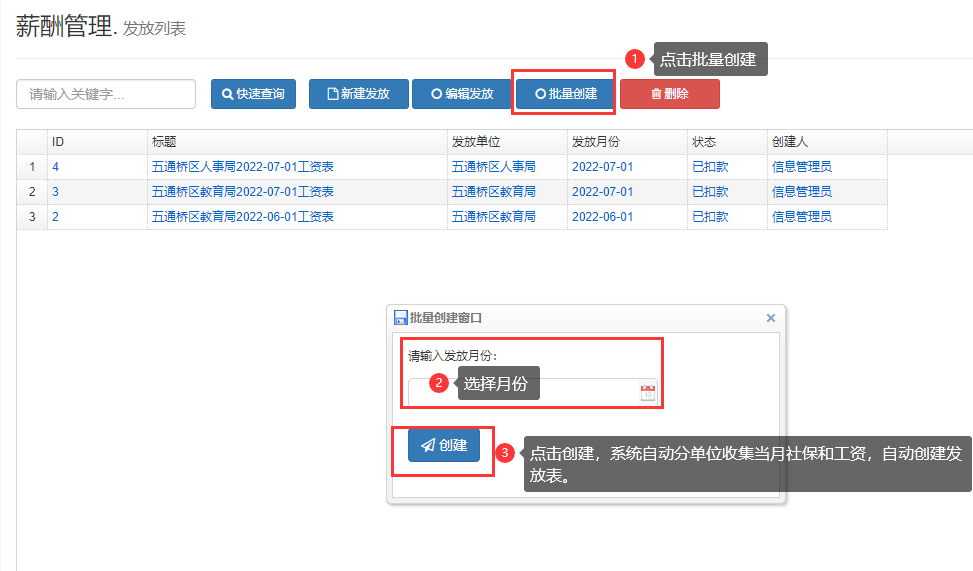 薪酬管理. 发放列表
1 点击批量创建
请输入关键字... 快速查询 新建发放 编辑发放 批量创建 删除
ID 标题 发放单位 发放月份 状态 创建人
1 4 五通桥区人事局2022-07-01工资表 五通桥区人事局 2022-07-01 已扣款 信息管理员
2 3 五通桥区教育局2022-07-01工资表 五通桥区教育局 2022-07-01 已扣款 信息管理员
3 2 五通桥区教育局2022-06-01工资表 五通桥区教育局 2022-06-01 已扣款 信息管理员
批量创建窗口
请输入发放月份：
2 选择月份
创建
3 点击创建，系统自动分单位收集当月社保和工资，自动创建发
放表。